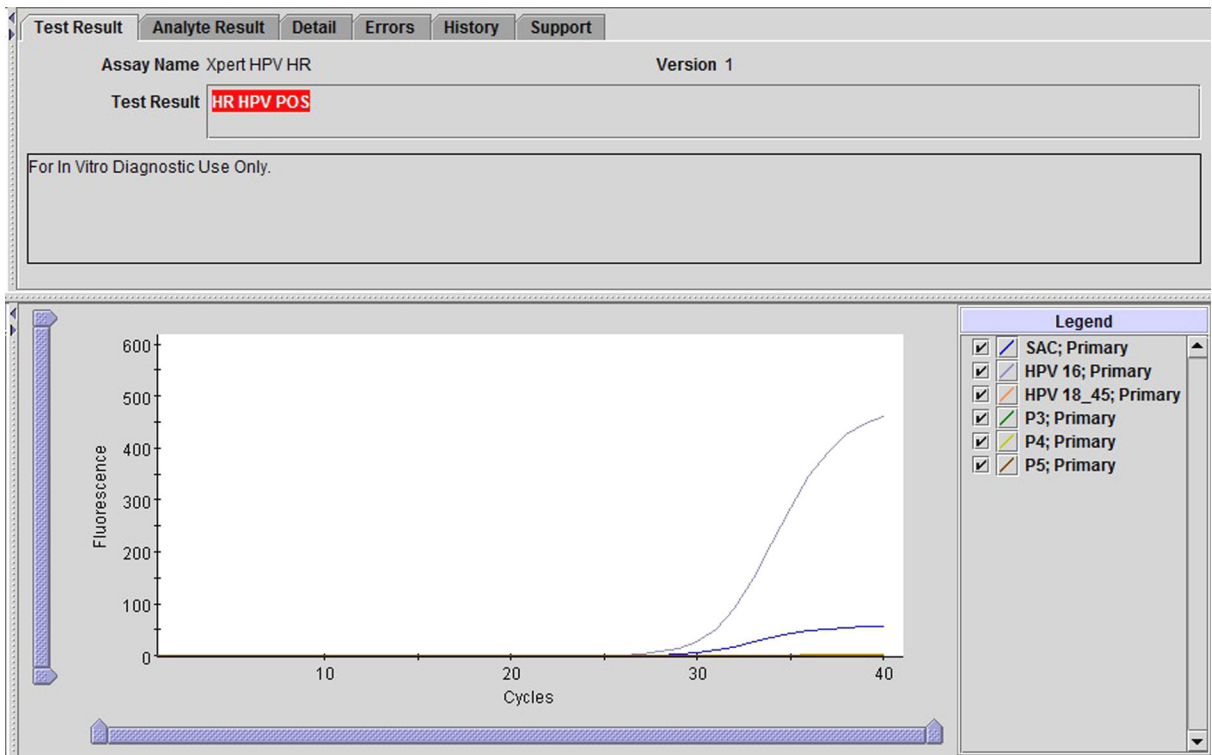 Test Result Analyte Result Detail Errors History Support
Assay Name Xpert HPV HR Version 1
Test Result HR HPV POS
For In Vitro Diagnostic Use Only.
600
500
400
300
200
100
0
Fluorescence
10 20 30 40
Cycles
Legend
SAC; Primary
HPV 16; Primary
HPV 18_45; Primary
P3; Primary
P4; Primary
P5; Primary